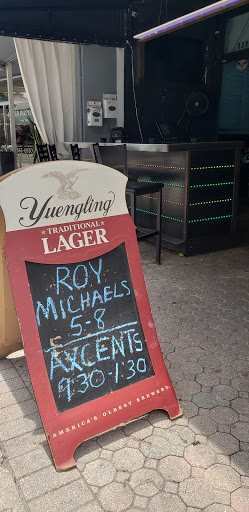 Yuengling
TRADITIONAL
LAGER
ROY
MICHAELS
5-8
AXCENTS
9:30-1:30
AMERICA'S OLDEST BREWERY